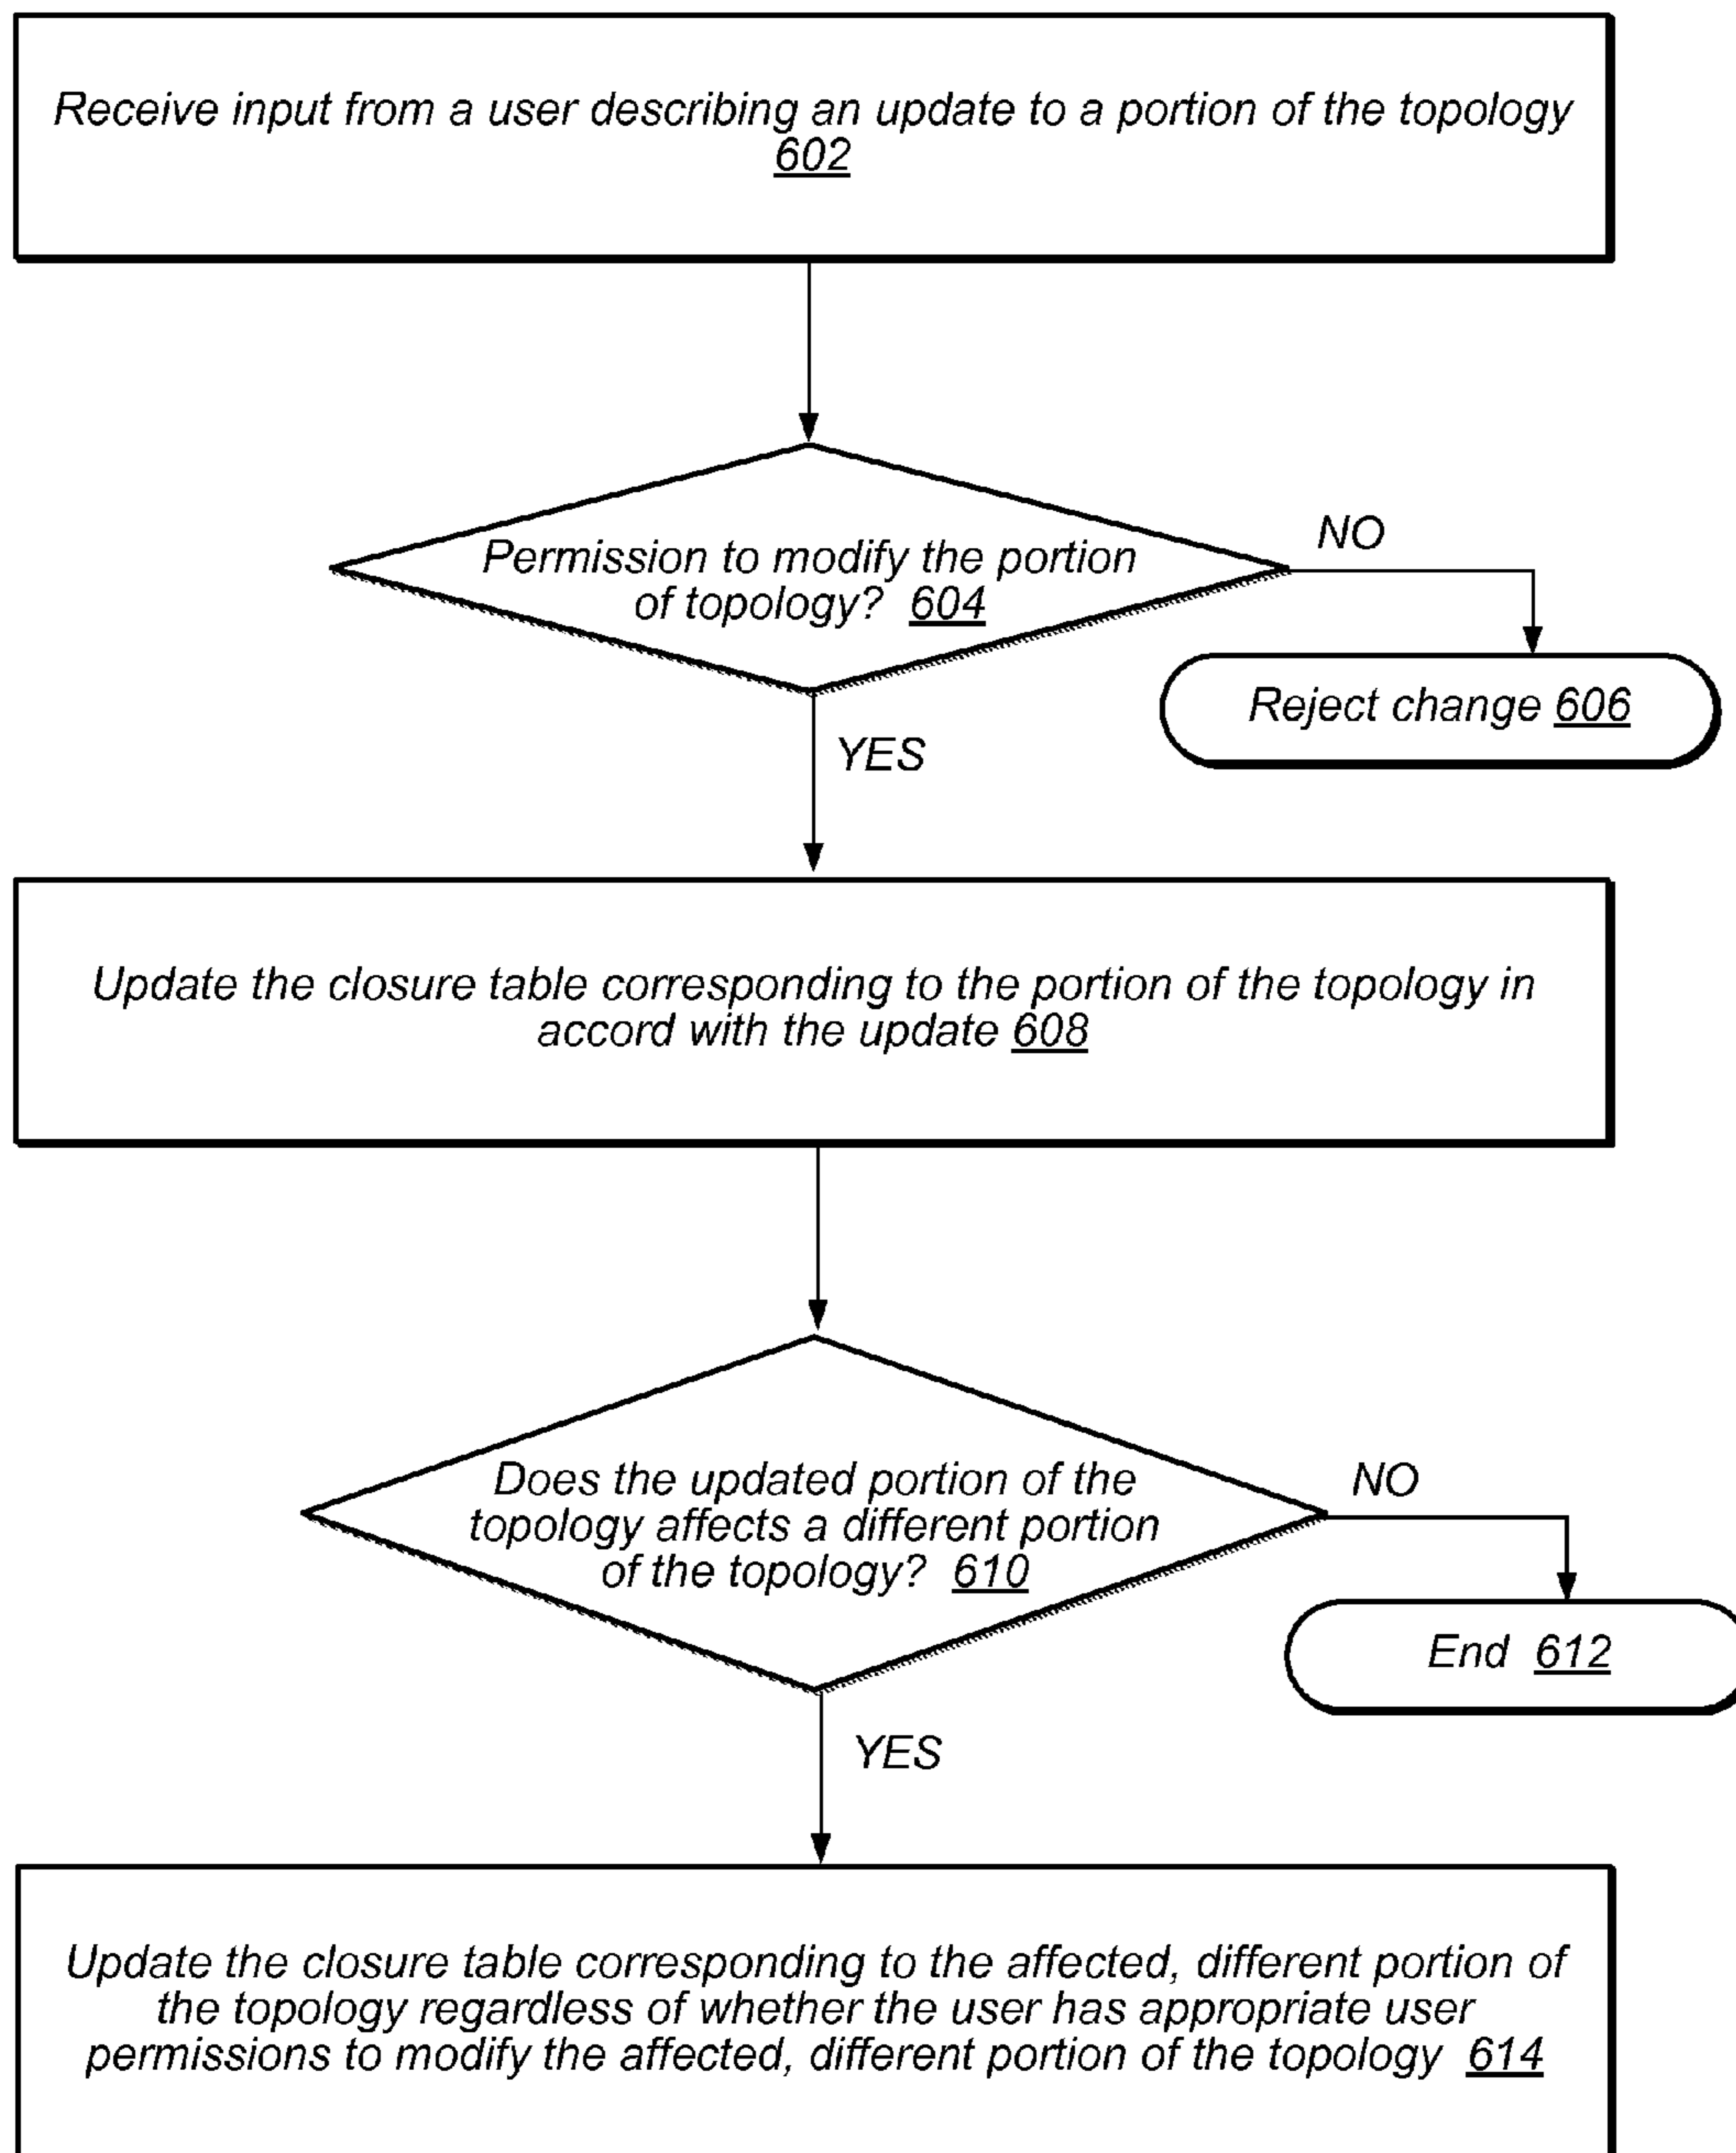 Receive input from a user describing an update to a portion of the topology
602
Permission to modify the portion
of topology? 604
NO
Reject change 606
YES
Update the closure table corresponding to the portion of the topology in
accord with the update 608
Does the updated portion of the
topology affects a different portion
of the topology? 610
NO
End 612
YES
Update the closure table corresponding to the affected, different portion of
the topology regardless of whether the user has appropriate user
permissions to modify the affected, different portion of the topology 614